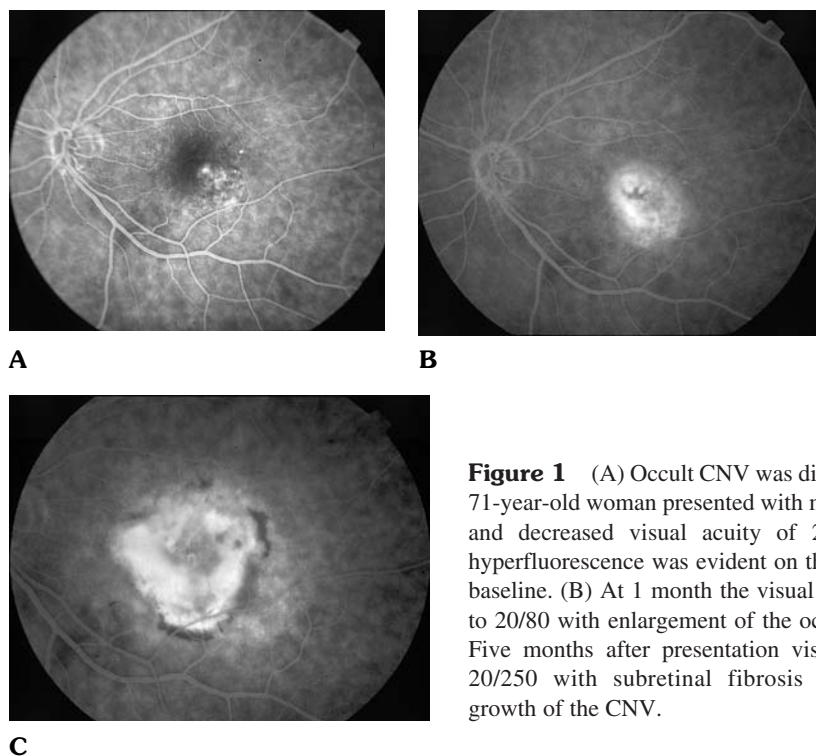 A
B
C
Figure 1 (A) Occult CNV was di
71-year-old woman presented with
and decreased visual acuity of 2
hyperfluorescence was evident on th
baseline. (B) At 1 month the visual
to 20/80 with enlargement of the oc
Five months after presentation vis
20/250 with subretinal fibrosis
growth of the CNV.